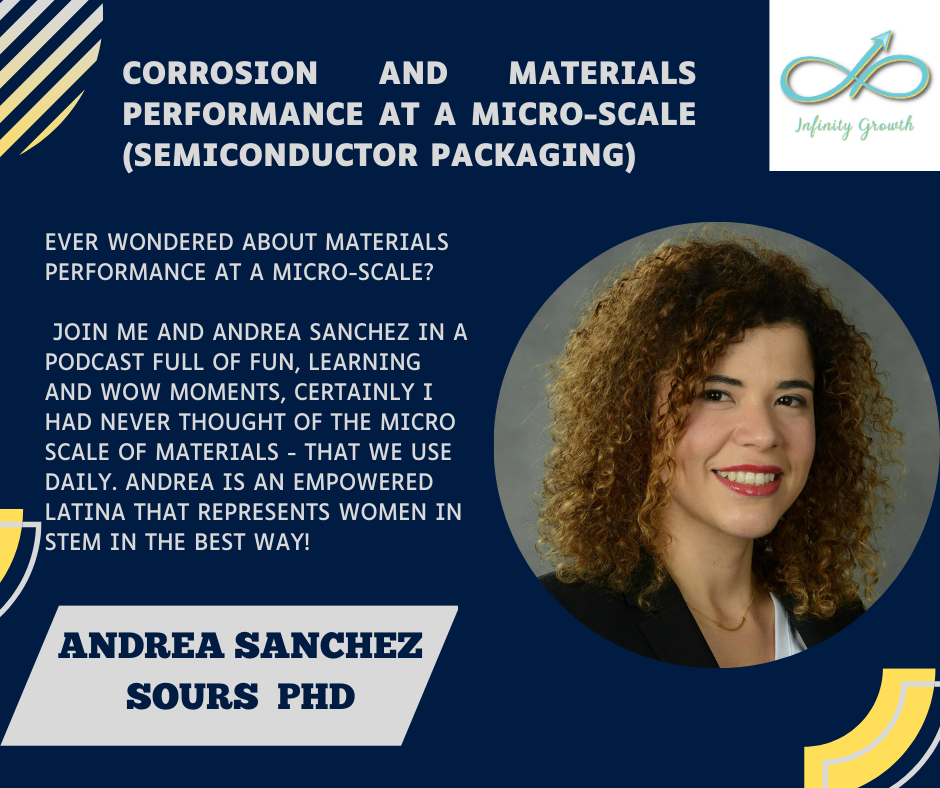 CORROSION AND MATERIALS
PERFORMANCE AT A MICRO-SCALE
(SEMICONDUCTOR PACKAGING)
Infinity Growth
EVER WONDERED ABOUT MATERIALS
PERFORMANCE AT A MICRO-SCALE?
JOIN ME AND ANDREA SANCHEZ IN A
PODCAST FULL OF FUN, LEARNING
AND WOW MOMENTS, CERTAINLY I
HAD NEVER THOUGHT OF THE MICRO
SCALE OF MATERIALS - THAT WE USE
DAILY. ANDREA IS AN EMPOWERED
LATINA THAT REPRESENTS WOMEN IN
STEM IN THE BEST WAY!
ANDREA SANCHEZ
SOURS PHD